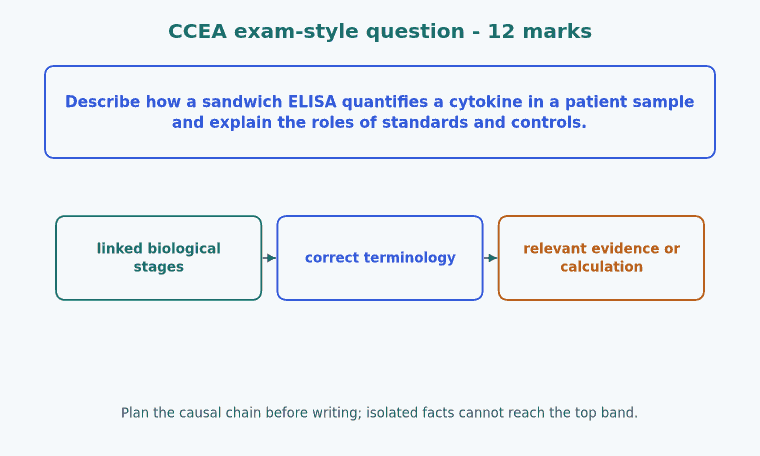 CCEA exam-style question - 12 marks
Describe how a sandwich ELISA quantifies a cytokine in a patient sample
and explain the roles of standards and controls.
linked biological
stages
correct terminology
relevant evidence or
calculation
Plan the causal chain before writing; isolated facts cannot reach the top band.